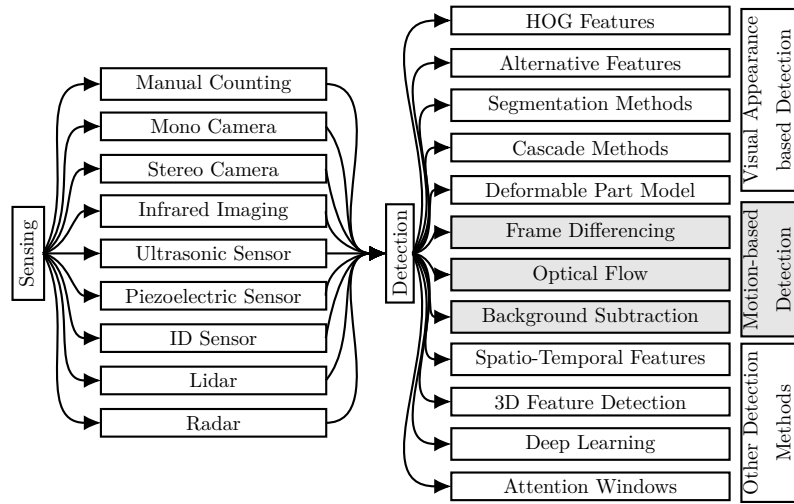 Sensing
Manual Counting
Mono Camera
Stereo Camera
Infrared Imaging
Ultrasonic Sensor
Piezoelectric Sensor
ID Sensor
Lidar
Radar
Detection
HOG Features
Alternative Features
Segmentation Methods
Cascade Methods
Deformable Part Model
Frame Differencing
Optical Flow
Background Subtraction
Spatio-Temporal Features
3D Feature Detection
Deep Learning
Attention Windows
Visual Appearance
based Detection
Motion-based
Detection
Other Detection
Methods